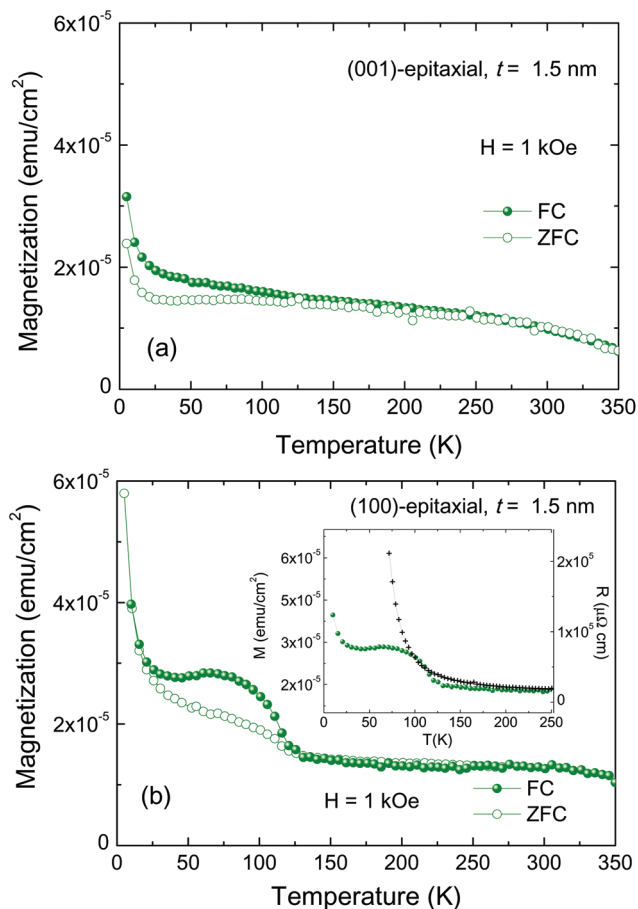 6x10⁻⁵
(001)-epitaxial, t = 1.5 nm
H = 1 kOe
4x10⁻⁵
FC
ZFC
2x10⁻⁵
(a)
0
Magnetization (emu/cm²)
0 50 100 150 200 250 300 350
Temperature (K)
6x10⁻⁵
(100)-epitaxial, t = 1.5 nm
6x10⁻⁵
5x10⁻⁵
3x10⁻⁵
2x10⁻⁵
M (emu/cm²)
2x10⁵
1x10⁵
0
R (μΩ cm)
0 50 100 150 200 250
T(K)
4x10⁻⁵
2x10⁻⁵
(b)
H = 1 kOe
FC
ZFC
0
Magnetization (emu/cm²)
0 50 100 150 200 250 300 350
Temperature (K)